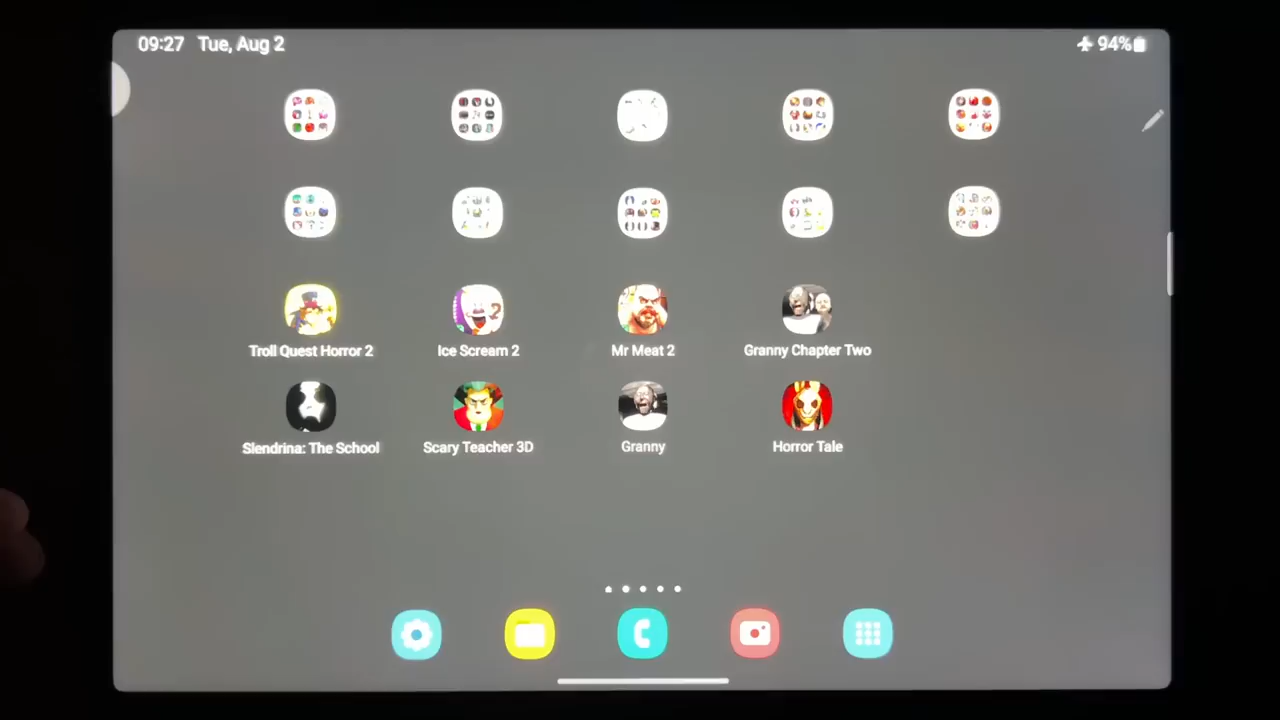 09:27 Tue, Aug 2
94%
Troll Quest Horror 2
Ice Scream 2
Mr Meat 2
Granny Chapter Two
Slendrina: The School
Scary Teacher 3D
Granny
Horror Tale